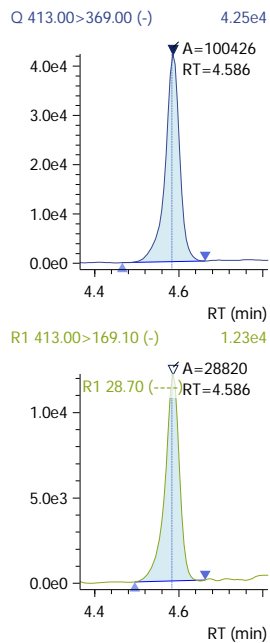 Q 413.00>369.00 (-) 4.25e4
A=100426
RT=4.586
4.0e4
3.0e4
2.0e4
1.0e4
0.0e0
4.4 4.6
RT (min)
R1 413.00>169.10 (-) 1.23e4
A=28820
R1 28.70 (----) RT=4.586
1.0e4
5.0e3
0.0e0
4.4 4.6
RT (min)